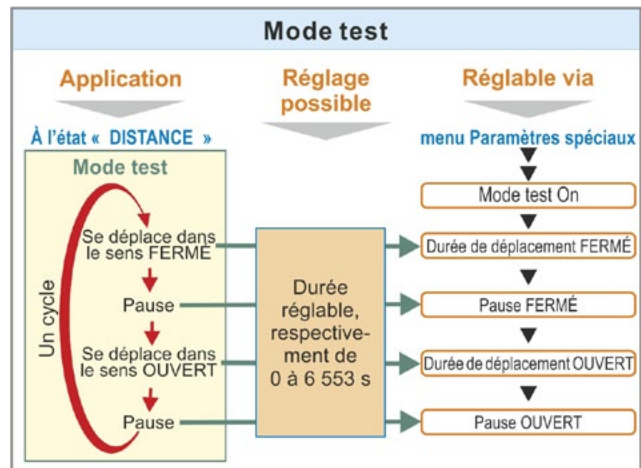 Mode test
Application
À l'état « DISTANCE »
Mode test
Un cycle
Se déplace dans
le sens FERMÉ
Pause
Se déplace dans
le sens OUVERT
Pause
Réglage
possible
Durée
réglable,
respective-
ment de
0 à 6 553 s
Réglable via
menu Paramètres spéciaux
Mode test On
Durée de déplacement FERMÉ
Pause FERMÉ
Durée de déplacement OUVERT
Pause OUVERT